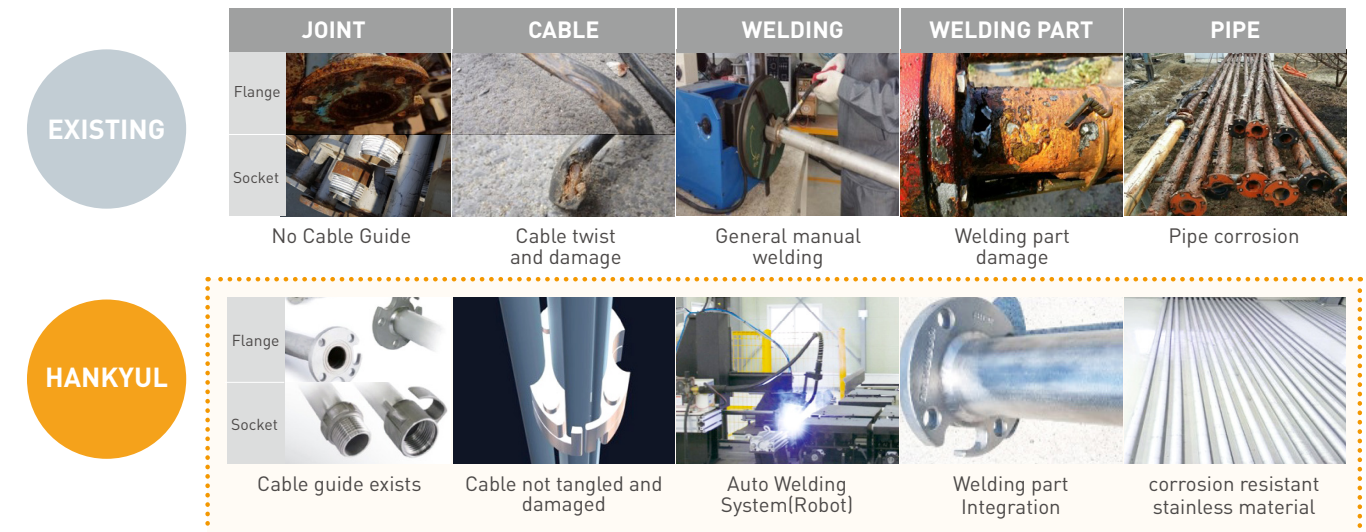 JOINT
CABLE
WELDING
WELDING PART
PIPE
EXISTING
Flange
Socket
No Cable Guide
Cable twist
and damage
General manual
welding
Welding part
damage
Pipe corrosion
HANKYUL
Flange
Socket
Cable guide exists
Cable not tangled and
damaged
Auto Welding
System(Robot)
Welding part
Integration
corrosion resistant
stainless material